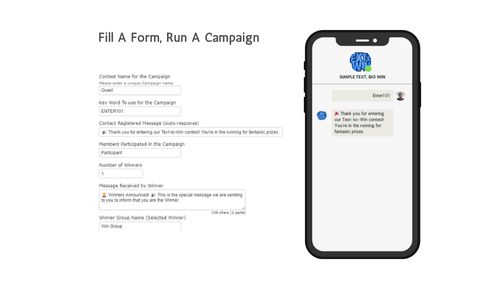 Fill A Form, Run A Campaign
Contest Name for the Campaign
Please enter a unique Campaign name
Guest
Key Word To use for the Campaign
ENTER101
Contact Registered Message (Auto-response)
🎉 Thank you for entering our Text-to-Win contest! You're in the running for fantastic prizes.
Members Participated in the Campaign
Participant
Number of Winners
1
Message Received by Winner
🏆 Winners Announced! 🎉 This is the special message we are sending
to you to inform that you are the Winner.
(2 parts)
Winner Group Name (Selected Winner)
Win Group
TEXT
WIN
SIMPLE TEXT, BIG WIN
Enter101
🎉 Thank you for entering
our Text-to-Win contest!
You're in the running for
fantastic prizes.